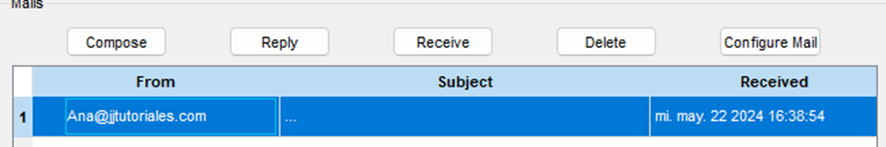 Mails
Compose Reply Receive Delete Configure Mail
From Subject Received
1 Ana@jjtutoriales.com ... mi. may. 22 2024 16:38:54